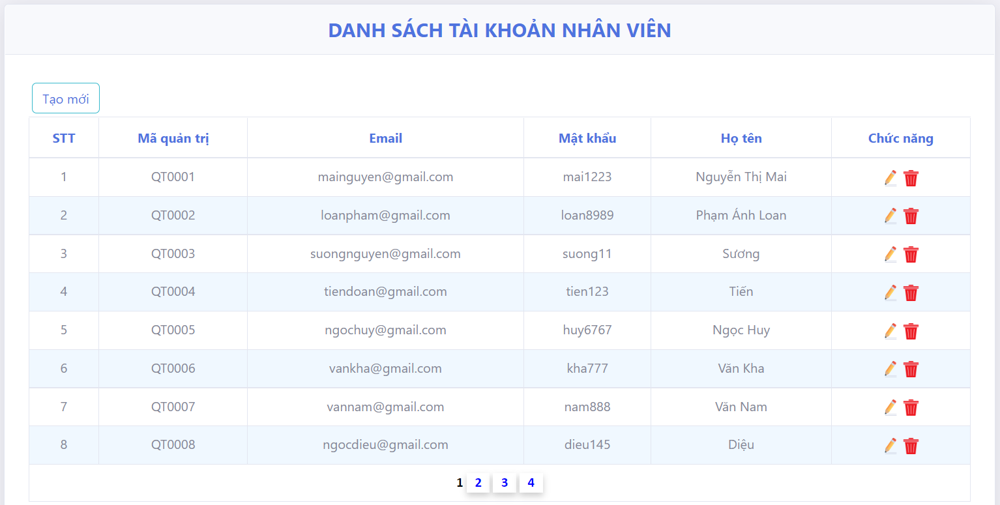 DANH SÁCH TÀI KHOẢN NHÂN VIÊN
Tạo mới
STT Mã quản trị Email Mật khẩu Họ tên Chức năng
1 QT0001 mainguyen@gmail.com mai1223 Nguyễn Thị Mai
2 QT0002 loanpham@gmail.com loan8989 Phạm Ánh Loan
3 QT0003 suongnguyen@gmail.com suong11 Sương
4 QT0004 tiendoan@gmail.com tien123 Tiến
5 QT0005 ngochuy@gmail.com huy6767 Ngọc Huy
6 QT0006 vankha@gmail.com kha777 Văn Kha
7 QT0007 vannam@gmail.com nam888 Văn Nam
8 QT0008 ngocdieu@gmail.com dieu145 Diệu
1 2 3 4